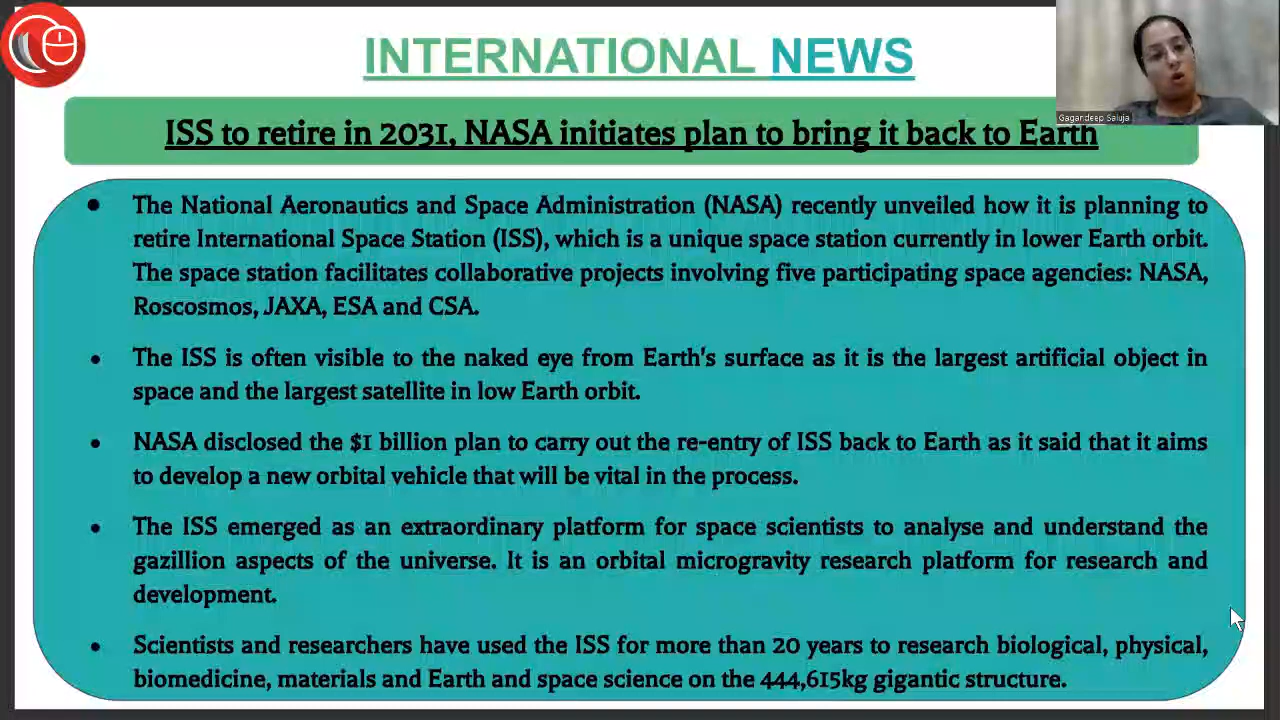 INTERNATIONAL NEWS
Gagandeep Saluja
ISS to retire in 2031, NASA initiates plan to bring it back to Earth
• The National Aeronautics and Space Administration (NASA) recently unveiled how it is planning to
retire International Space Station (ISS), which is a unique space station currently in lower Earth orbit.
The space station facilitates collaborative projects involving five participating space agencies: NASA,
Roscosmos, JAXA, ESA and CSA.
• The ISS is often visible to the naked eye from Earth's surface as it is the largest artificial object in
space and the largest satellite in low Earth orbit.
• NASA disclosed the $1 billion plan to carry out the re-entry of ISS back to Earth as it said that it aims
to develop a new orbital vehicle that will be vital in the process.
• The ISS emerged as an extraordinary platform for space scientists to analyse and understand the
gazillion aspects of the universe. It is an orbital microgravity research platform for research and
development.
• Scientists and researchers have used the ISS for more than 20 years to research biological, physical,
biomedicine, materials and Earth and space science on the 444,615kg gigantic structure.